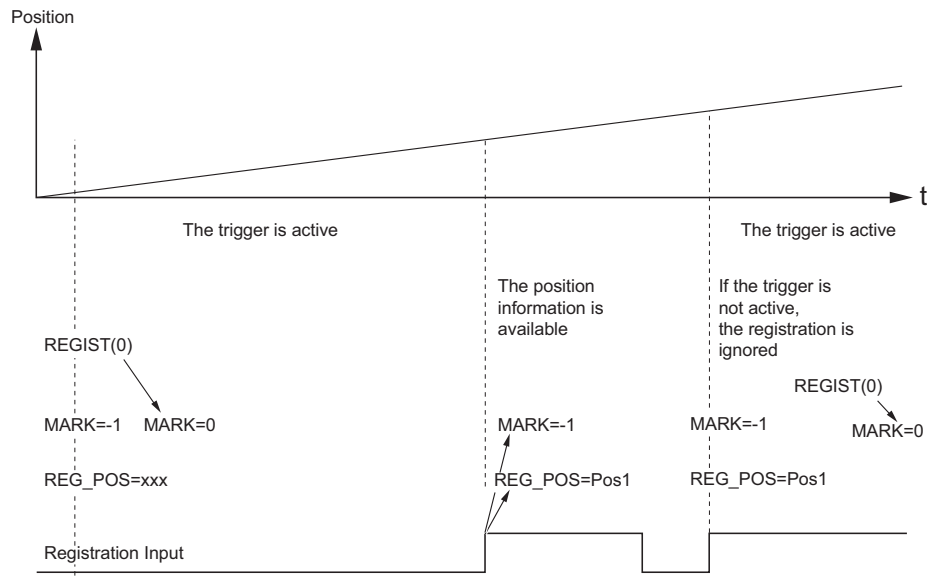 Position
t
The trigger is active
The trigger is active
The position
information is
available
If the trigger is
not active,
the registration is
ignored
REGIST(0)
REGIST(0)
MARK=-1 MARK=0 MARK=-1 MARK=-1 MARK=0
REG_POS=xxx REG_POS=Pos1 REG_POS=Pos1
Registration Input